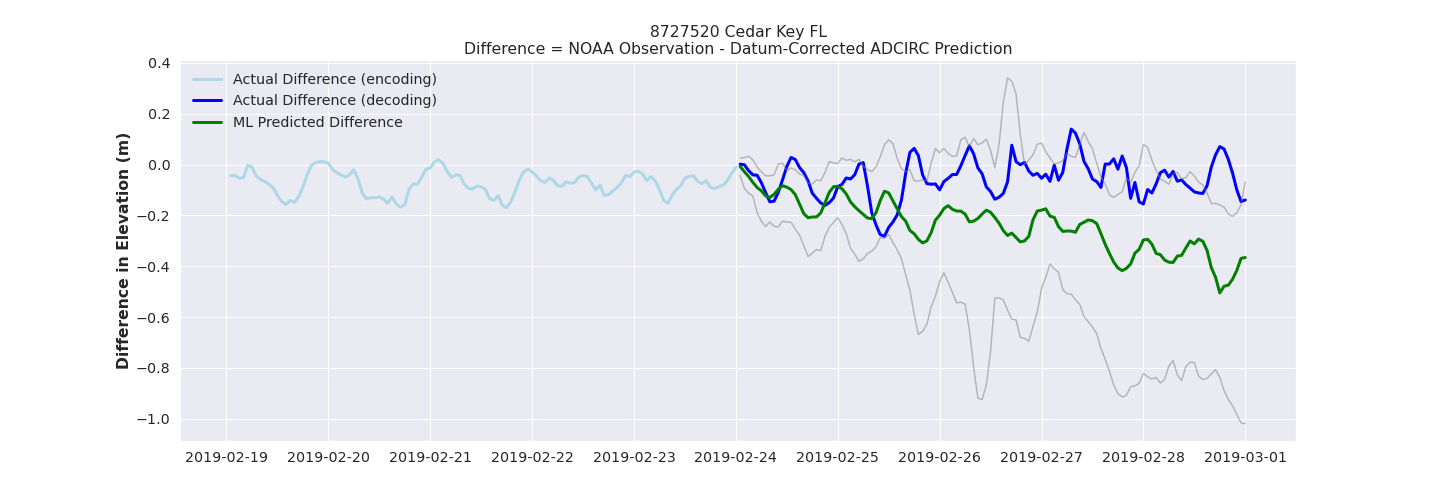 8727520 Cedar Key FL
Difference = NOAA Observation - Datum-Corrected ADCIRC Prediction
Actual Difference (encoding)
Actual Difference (decoding)
ML Predicted Difference
Difference in Elevation (m)
0.4
0.2
0.0
−0.2
−0.4
−0.6
−0.8
−1.0
2019-02-19 2019-02-20 2019-02-21 2019-02-22 2019-02-23 2019-02-24 2019-02-25 2019-02-26 2019-02-27 2019-02-28 2019-03-01